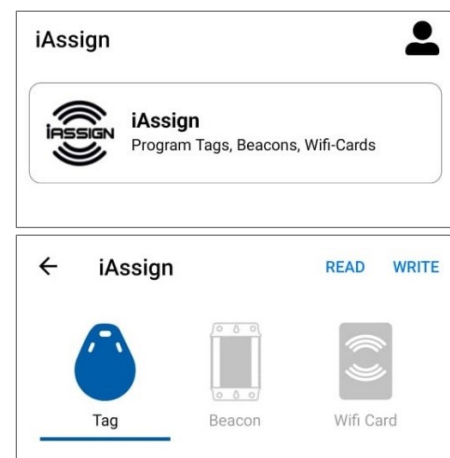 iAssign
iASSIGN
iAssign
Program Tags, Beacons, Wifi-Cards
iAssign READ WRITE
Tag Beacon Wifi Card